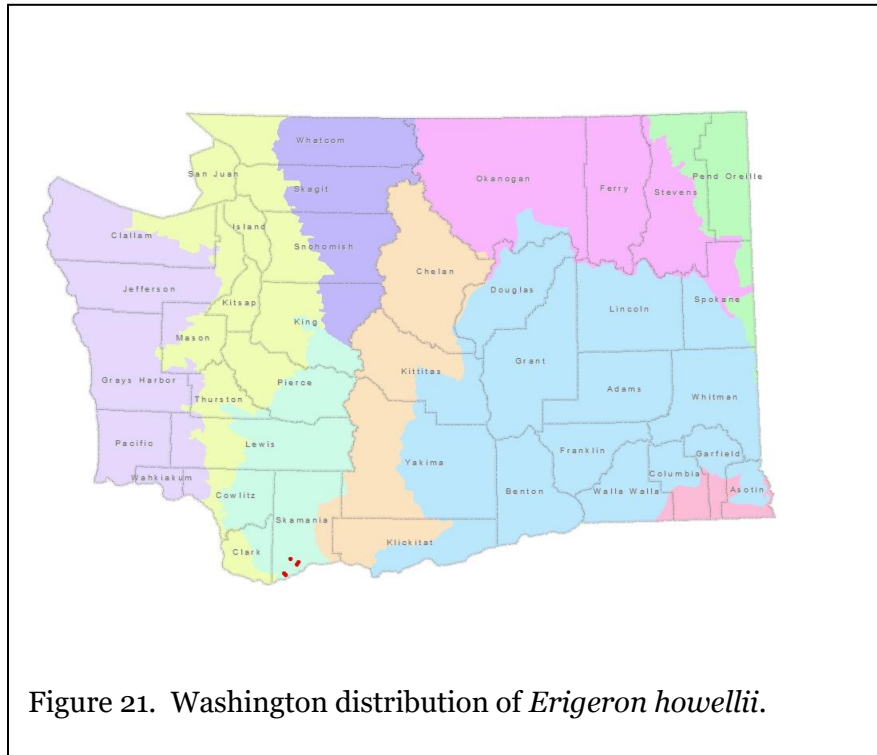 Whatcom
San Juan
Skagit
Okanogan
Ferry
Stevens
Pend Oreille
Island
Clallam
Snohomish
Chelan
Jefferson
Kitsap
Douglas
Lincoln
Spokane
King
Mason
Grant
Kittitas
Grays Harbor
Pierce
Adams
Whitman
Thurston
Pacific
Lewis
Franklin
Garfield
Yakima
Columbia
Wahkiakum
Cowlitz
Benton
Walla Walla
Asotin
Skamania
Klickitat
Clark
Figure 21. Washington distribution of Erigeron howellii.